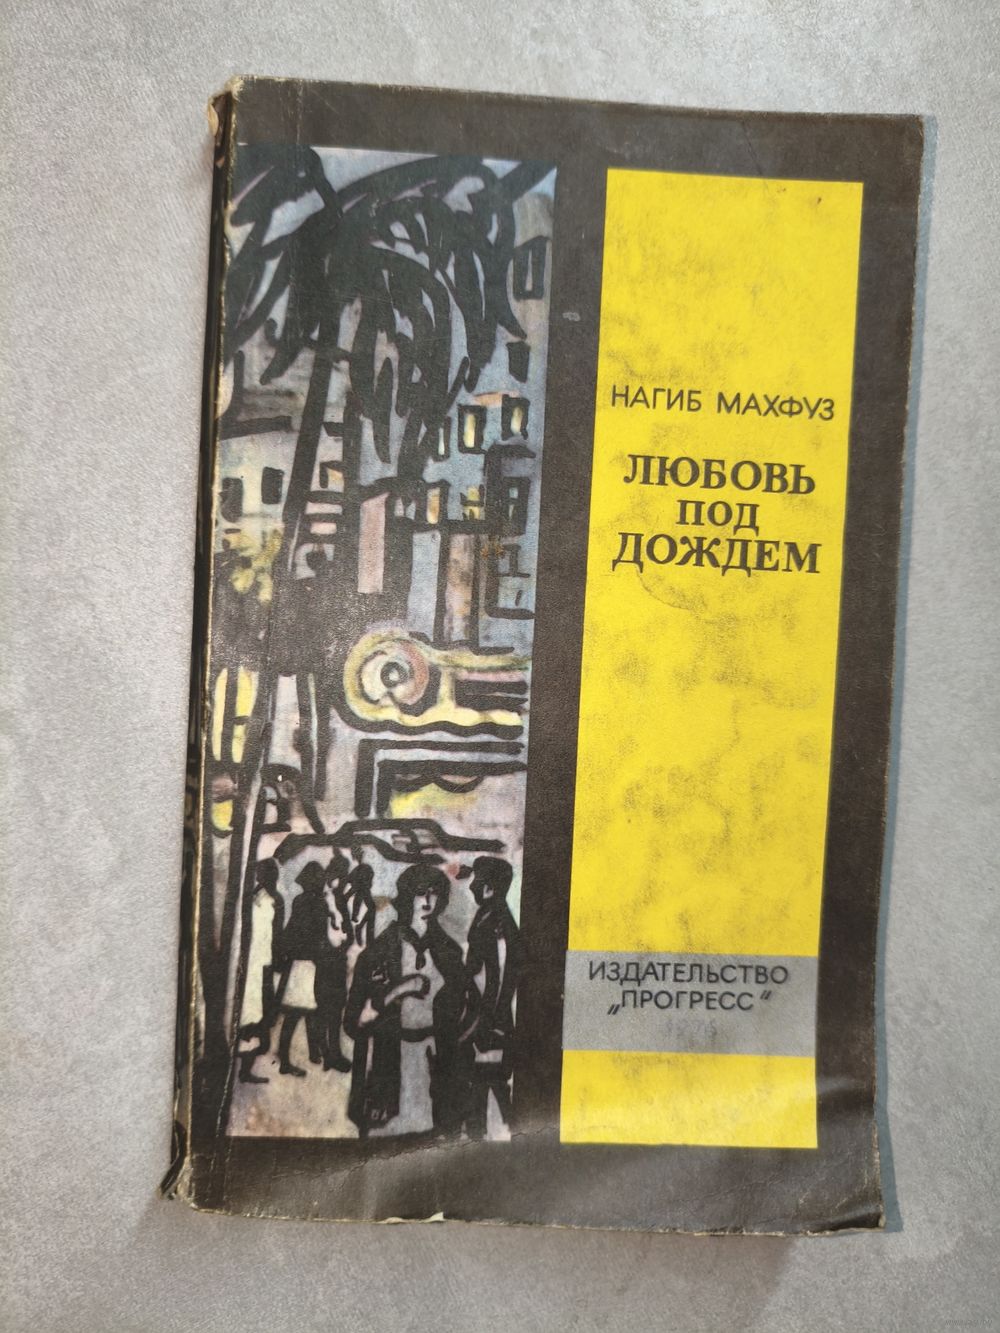 НАГИБ МАХФУЗ
ЛЮБОВЬ
ПОД
ДОЖДЕМ
ИЗДАТЕЛЬСТВО
„ПРОГРЕСС“